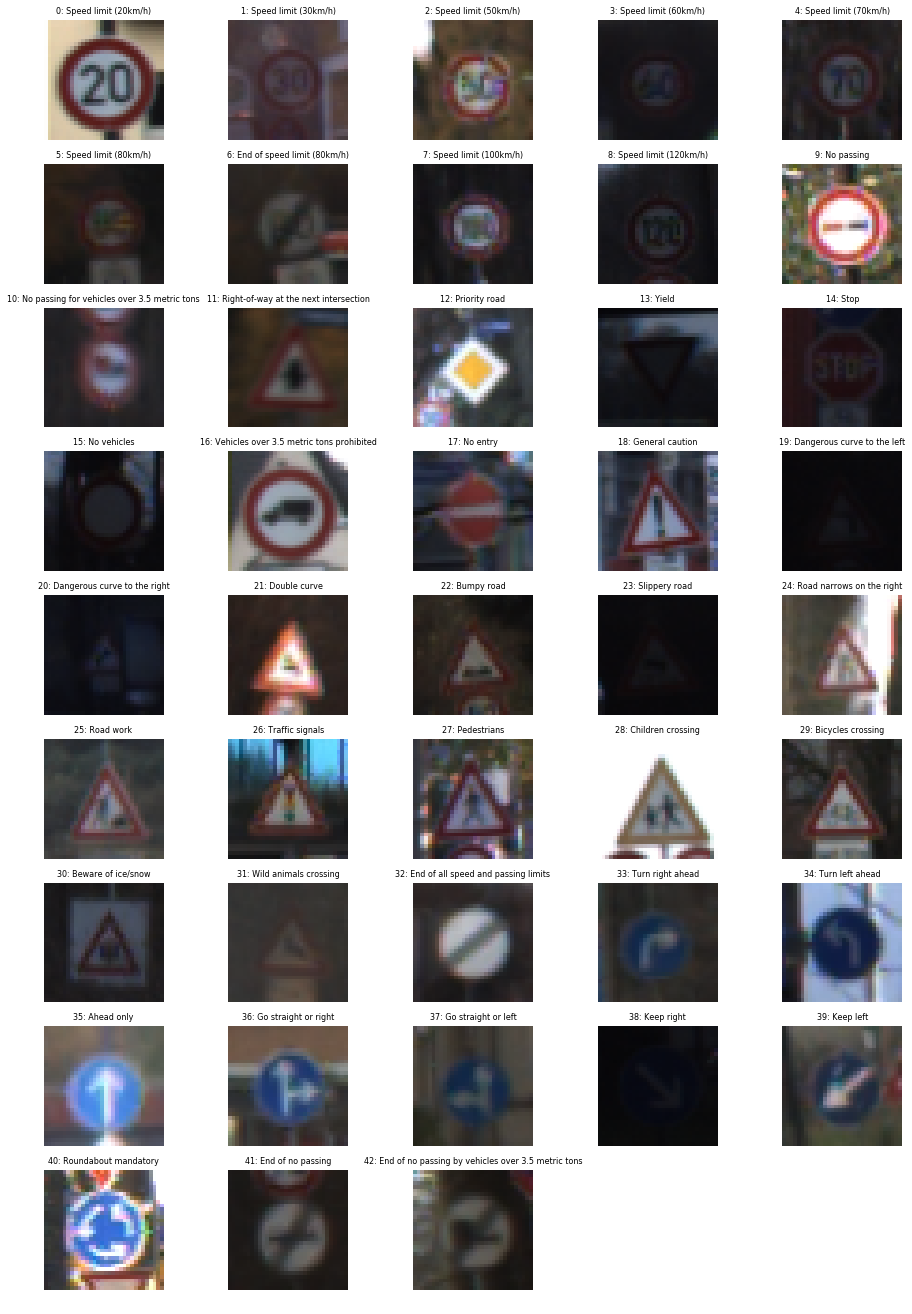 0: Speed limit (20km/h) 1: Speed limit (30km/h) 2: Speed limit (50km/h) 3: Speed limit (60km/h) 4: Speed limit (70km/h)
20 30 50 60 70
5: Speed limit (80km/h) 6: End of speed limit (80km/h) 7: Speed limit (100km/h) 8: Speed limit (120km/h) 9: No passing
10: No passing for vehicles over 3.5 metric tons 11: Right-of-way at the next intersection 12: Priority road 13: Yield 14: Stop
STOP
15: No vehicles 16: Vehicles over 3.5 metric tons prohibited 17: No entry 18: General caution 19: Dangerous curve to the left
20: Dangerous curve to the right 21: Double curve 22: Bumpy road 23: Slippery road 24: Road narrows on the right
25: Road work 26: Traffic signals 27: Pedestrians 28: Children crossing 29: Bicycles crossing
30: Beware of ice/snow 31: Wild animals crossing 32: End of all speed and passing limits 33: Turn right ahead 34: Turn left ahead
35: Ahead only 36: Go straight or right 37: Go straight or left 38: Keep right 39: Keep left
40: Roundabout mandatory 41: End of no passing 42: End of no passing by vehicles over 3.5 metric tons